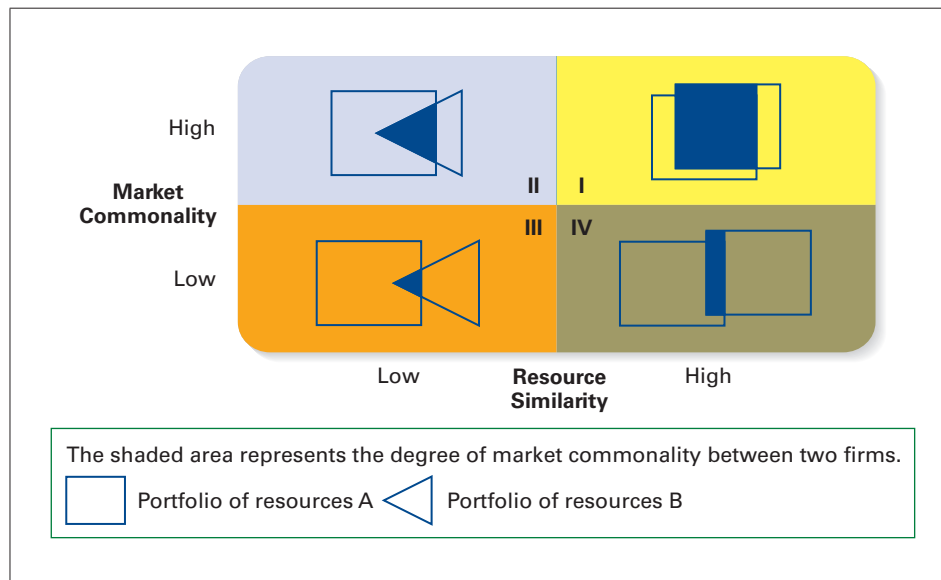 High
Market
Commonality
Low
II
I
III
IV
Low
Resource
Similarity
High
The shaded area represents the degree of market commonality between two firms.
Portfolio of resources A
Portfolio of resources B